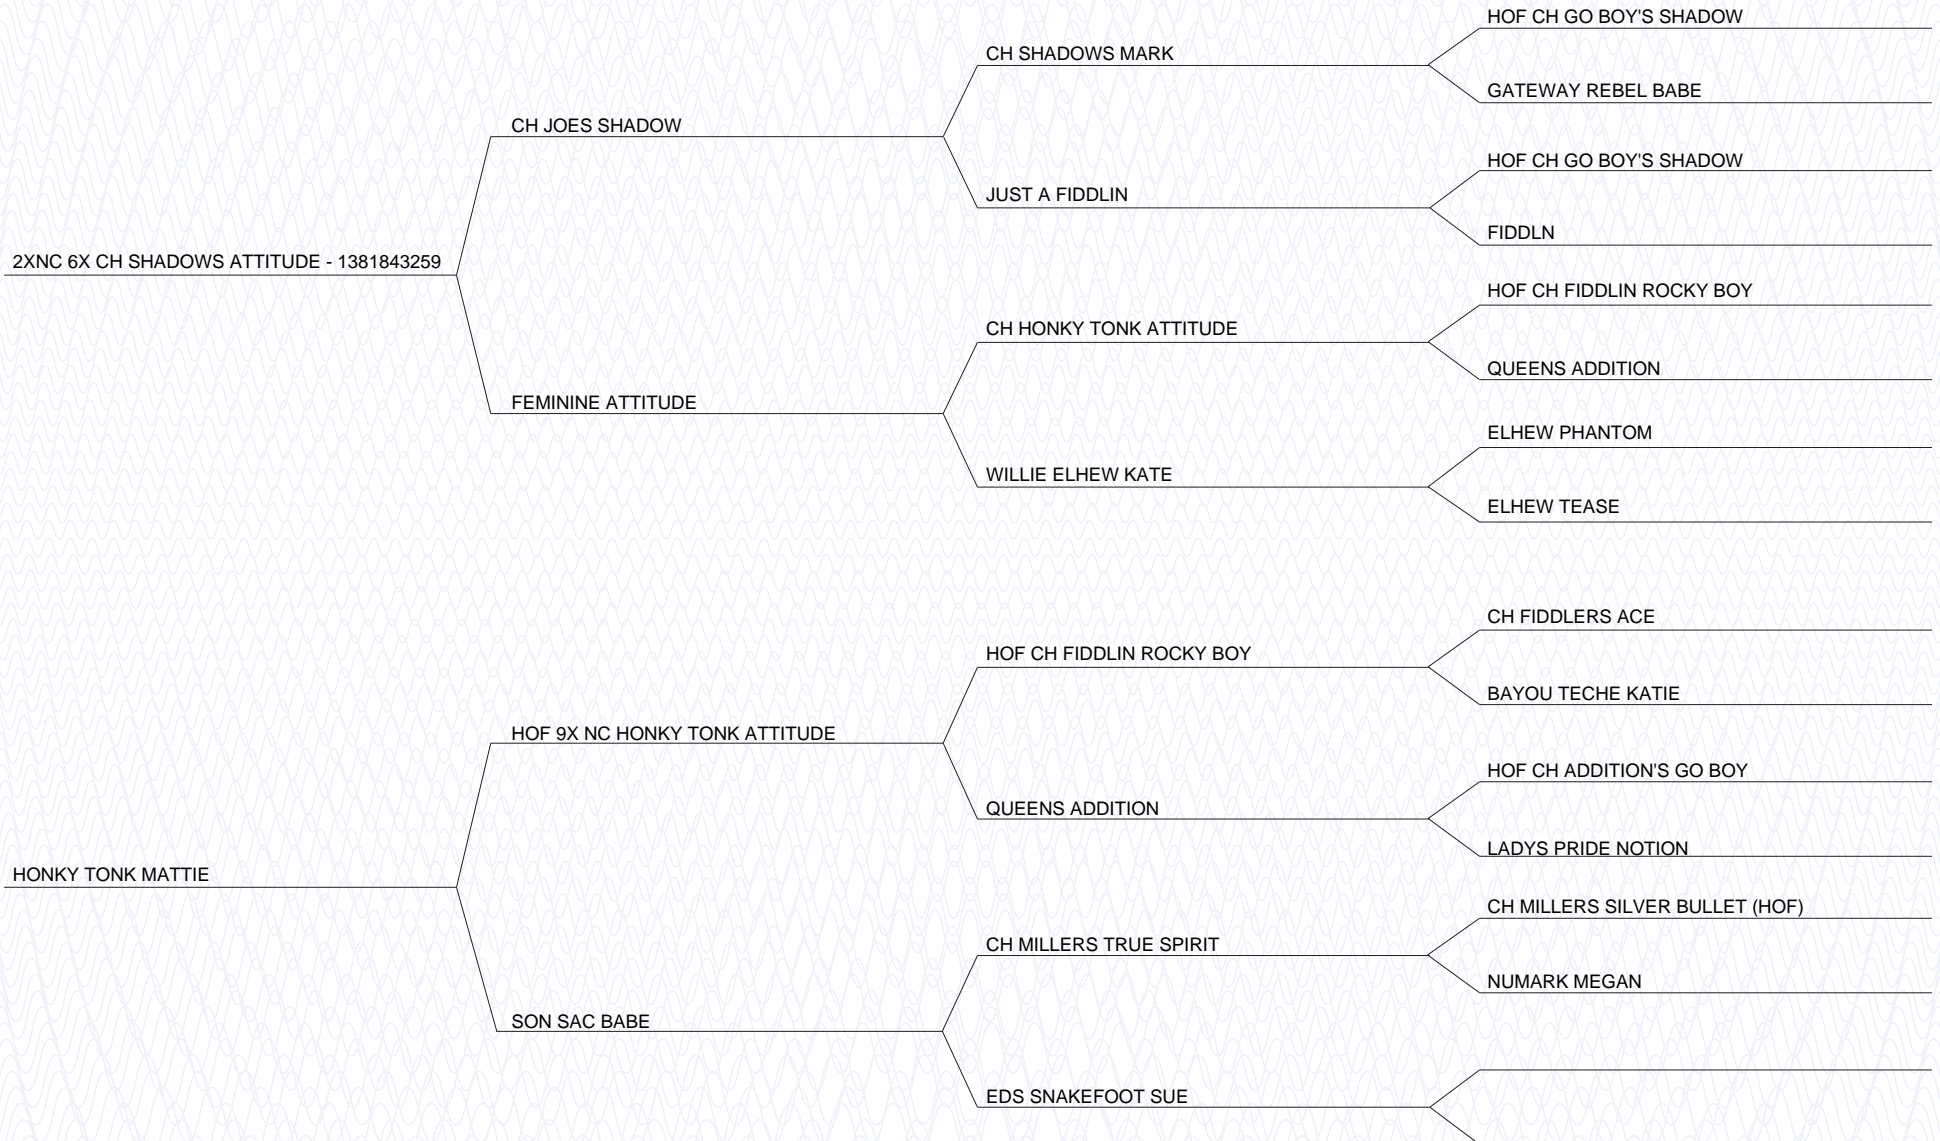 HOF CH GO BOY'S SHADOW
CH SHADOWS MARK
GATEWAY REBEL BABE
CH JOES SHADOW
HOF CH GO BOY'S SHADOW
JUST A FIDDLIN
FIDDLN
2XNC 6X CH SHADOWS ATTITUDE - 1381843259
HOF CH FIDDLIN ROCKY BOY
CH HONKY TONK ATTITUDE
QUEENS ADDITION
FEMININE ATTITUDE
ELHEW PHANTOM
WILLIE ELHEW KATE
ELHEW TEASE
CH FIDDLERS ACE
HOF CH FIDDLIN ROCKY BOY
BAYOU TECHE KATIE
HOF 9X NC HONKY TONK ATTITUDE
HOF CH ADDITION'S GO BOY
QUEENS ADDITION
LADYS PRIDE NOTION
HONKY TONK MATTIE
CH MILLERS SILVER BULLET (HOF)
CH MILLERS TRUE SPIRIT
NUMARK MEGAN
SON SAC BABE
EDS SNAKEFOOT SUE